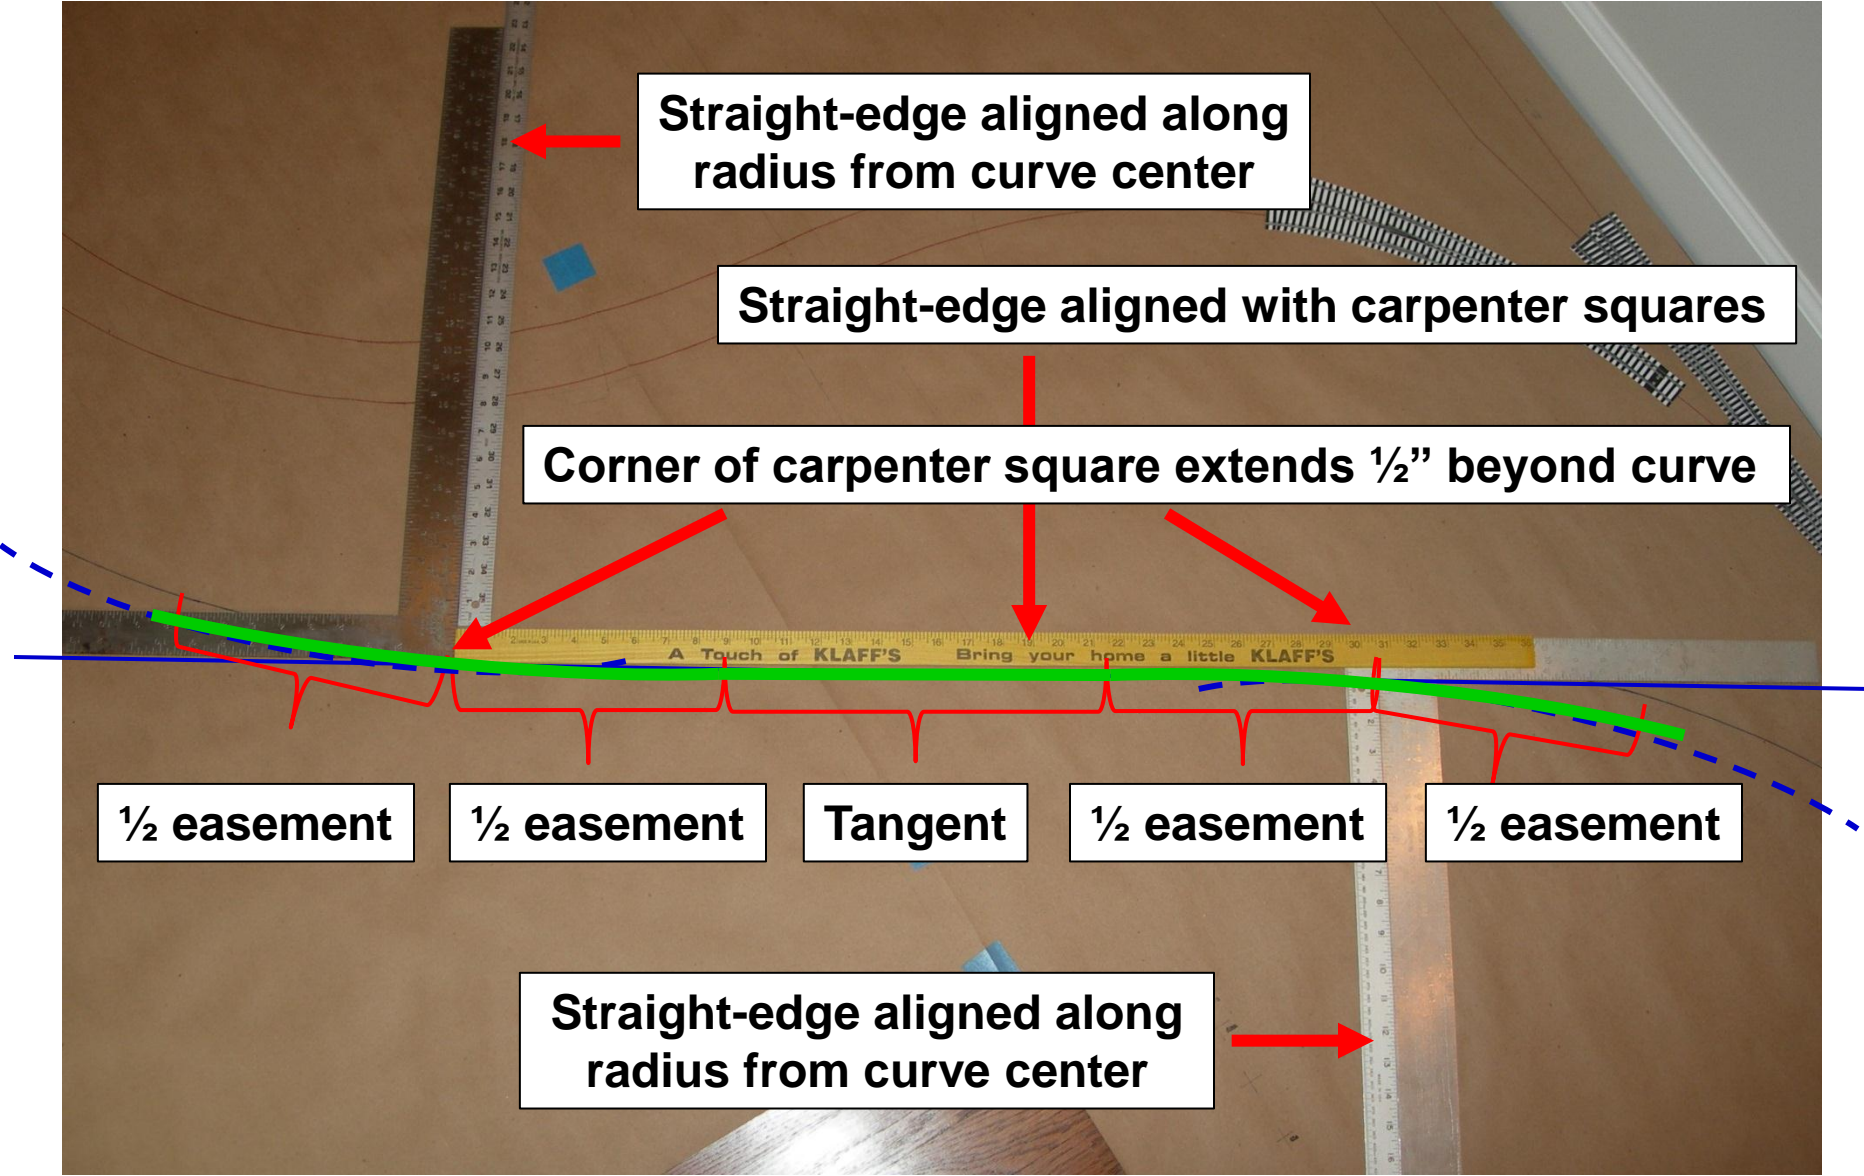 Straight-edge aligned along
radius from curve center
Straight-edge aligned with carpenter squares
Corner of carpenter square extends ½” beyond curve
A Touch of KLAFF'S Bring your home a little KLAFF'S
½ easement
½ easement
Tangent
½ easement
½ easement
Straight-edge aligned along
radius from curve center